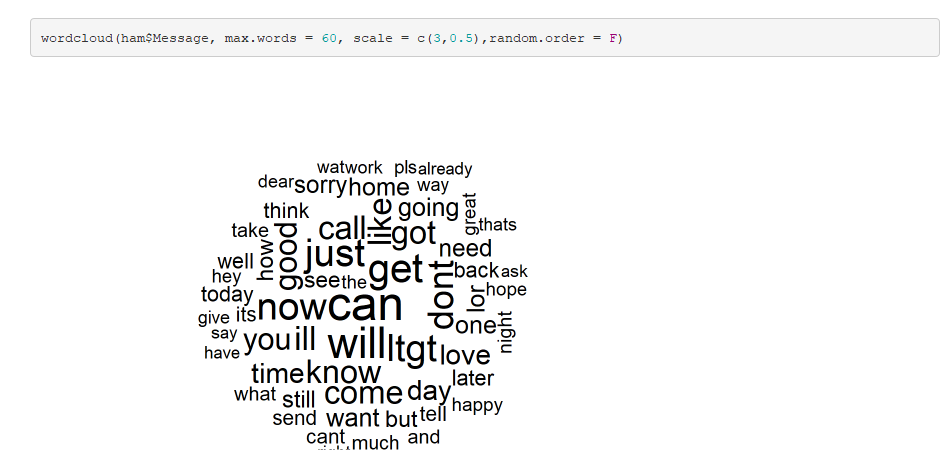 wordcloud(ham$Message, max.words = 60, scale = c(3,0.5),random.order = F)
wat work pls already
dear sorry home way
think like going great
take good call got thats
how just need
well get dont back ask
hey see the
today lor hope
give its now can one
say you ill will ltgt love night
have
time know later
what still come day
send want but tell happy
cant much and